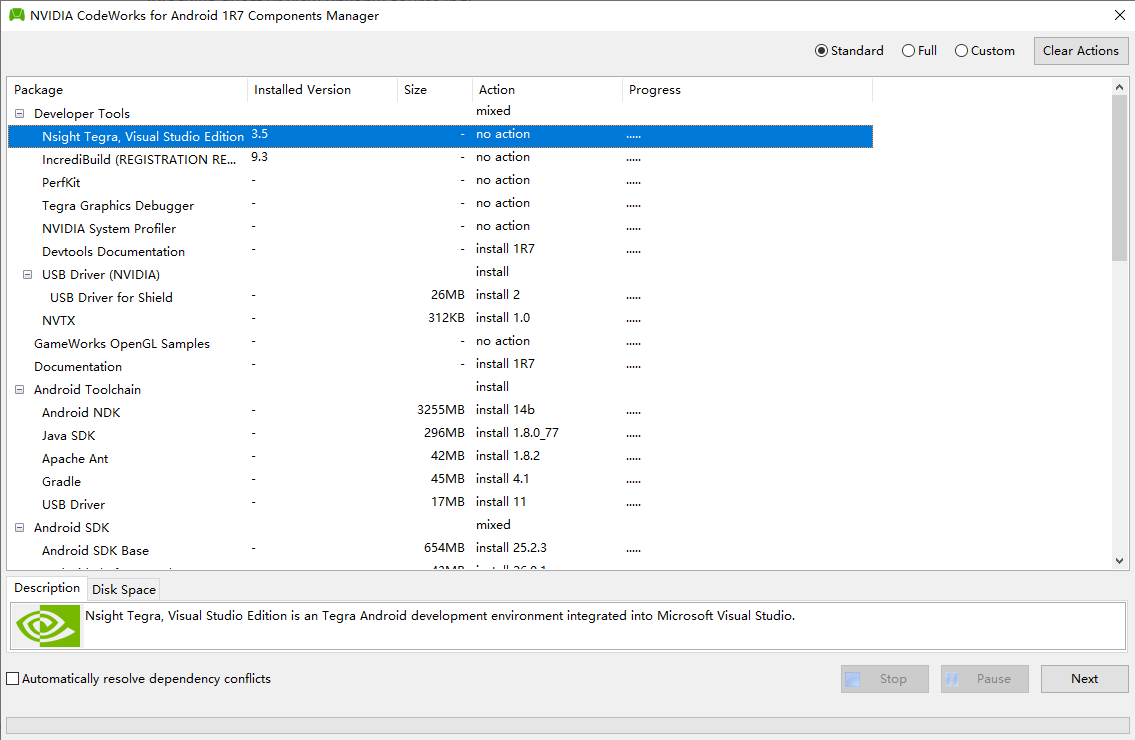 NVIDIA CodeWorks for Android 1R7 Components Manager
Standard Full Custom Clear Actions
Package Installed Version Size Action Progress
Developer Tools mixed
Nsight Tegra, Visual Studio Edition 3.5 - no action .....
IncrediBuild (REGISTRATION RE... 9.3 - no action .....
PerfKit - - no action .....
Tegra Graphics Debugger - - no action .....
NVIDIA System Profiler - - no action .....
Devtools Documentation - - install 1R7 .....
USB Driver (NVIDIA) install
USB Driver for Shield - 26MB install 2 .....
NVTX - 312KB install 1.0 .....
GameWorks OpenGL Samples - - no action .....
Documentation - - install 1R7 .....
Android Toolchain install
Android NDK - 3255MB install 14b .....
Java SDK - 296MB install 1.8.0_77 .....
Apache Ant - 42MB install 1.8.2 .....
Gradle - 45MB install 4.1 .....
USB Driver - 17MB install 11 .....
Android SDK mixed
Android SDK Base - 654MB install 25.2.3 .....
Description Disk Space
Nsight Tegra, Visual Studio Edition is an Tegra Android development environment integrated into Microsoft Visual Studio.
Automatically resolve dependency conflicts Stop Pause Next